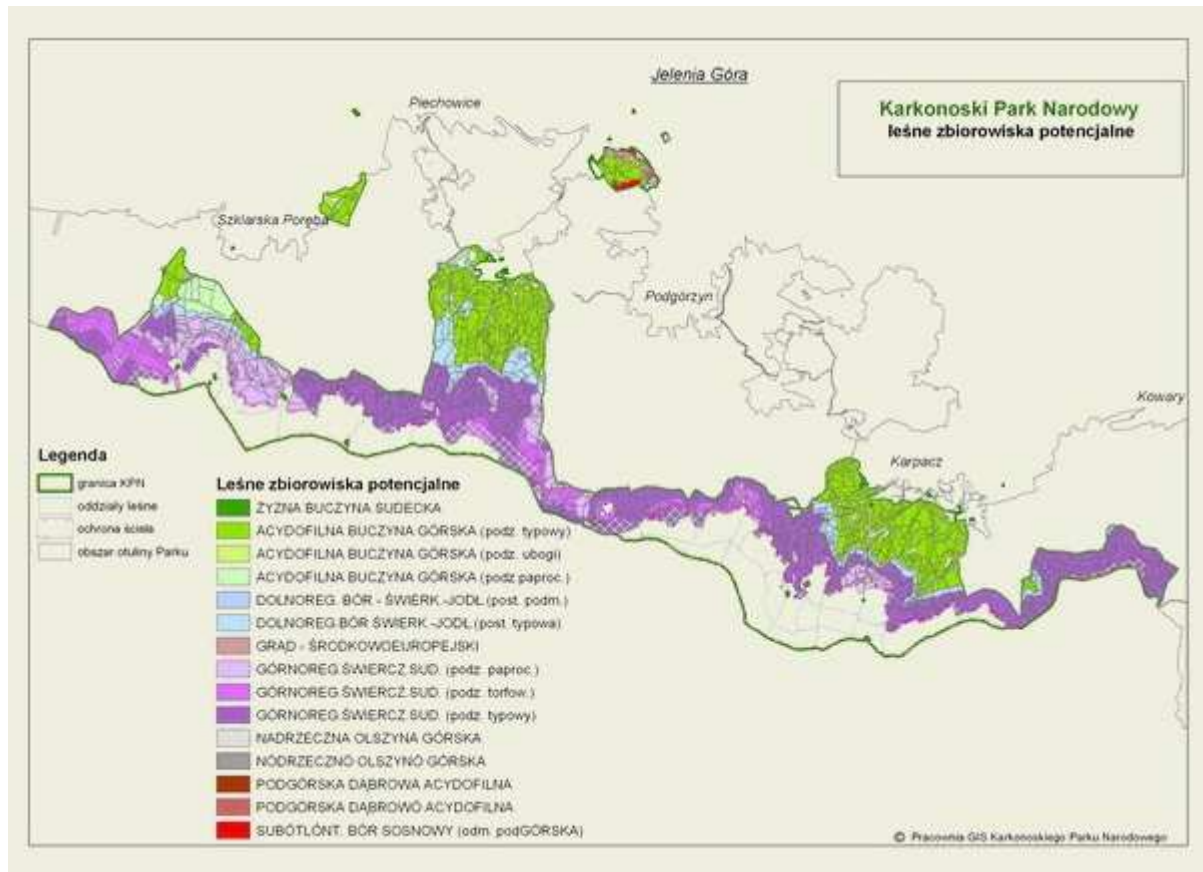 Jelenia Góra
Piechowice
Karkonoski Park Narodowy
leśne zbiorowiska potencjalne
Szklarska Poręba
Podgórzyn
Kowary
Karpacz
Legenda
granica KPN
oddziały leśne
ochrona ścisła
obszar otuliny Parku
Leśne zbiorowiska potencjalne
ŻYZNA BUCZYNA SUDECKA
ACYDOFILNA BUCZYNA GÓRSKA (podz. typowy)
ACYDOFILNA BUCZYNA GÓRSKA (podz. ubogi)
ACYDOFILNA BUCZYNA GÓRSKA (podz paproc.)
DOLNOREG. BÓR - ŚWIERK.-JODŁ.(post. podm.)
DOLNOREG.BÓR ŚWIERK.-JODŁ.(post. typowa)
GRĄD - ŚRODKOWOEUROPEJSKI
GÓRNOREG.ŚWIERCZ.SUD. (podz. paproc.)
GÓRNOREG.ŚWIERCZ.SUD. (podz. torfow.)
GÓRNOREG.ŚWIERCZ.SUD. (podz. typowy)
NADRZECZNA OLSZYNA GÓRSKA
NÓDRZECZNÓ OLSZYNÓ GÓRSKA
PODGÓRSKA DĄBROWA ACYDOFILNA
PODGÓRSKA DĄBROWÓ ACYDOFILNA
SUBÓTLÓNT. BÓR SOSNOWY (odm. podGÓRSKA)
© Pracownia GIS Karkonoskiego Parku Narodowego